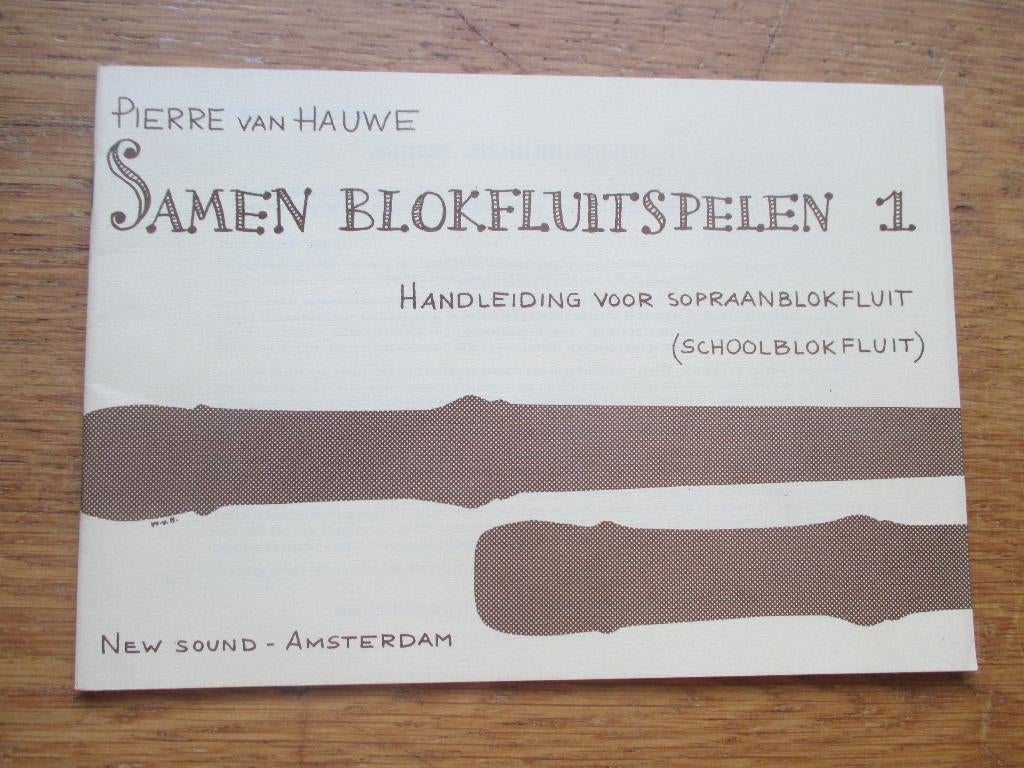 PIERRE VAN HAUWE
SAMEN BLOKFLUITSPELEN 1
HANDLEIDING VOOR SOPRAANBLOKFLUIT
(SCHOOLBLOKFLUIT)
NEW SOUND - AMSTERDAM